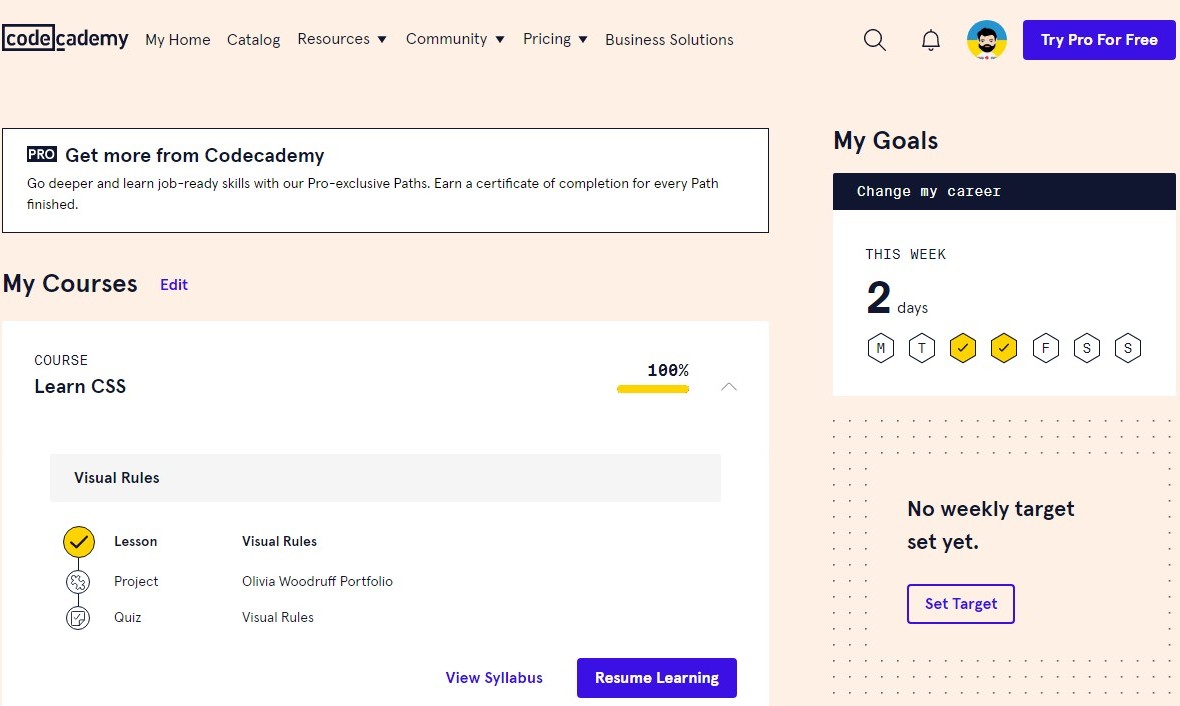 codecademy My Home Catalog Resources Community Pricing Business Solutions Try Pro For Free
PRO Get more from Codecademy
Go deeper and learn job-ready skills with our Pro-exclusive Paths. Earn a certificate of completion for every Path
finished.
My Courses Edit
COURSE
Learn CSS
100%
Visual Rules
Lesson Visual Rules
Project Olivia Woodruff Portfolio
Quiz Visual Rules
View Syllabus Resume Learning
My Goals
Change my career
THIS WEEK
2 days
M T F S S
No weekly target
set yet.
Set Target